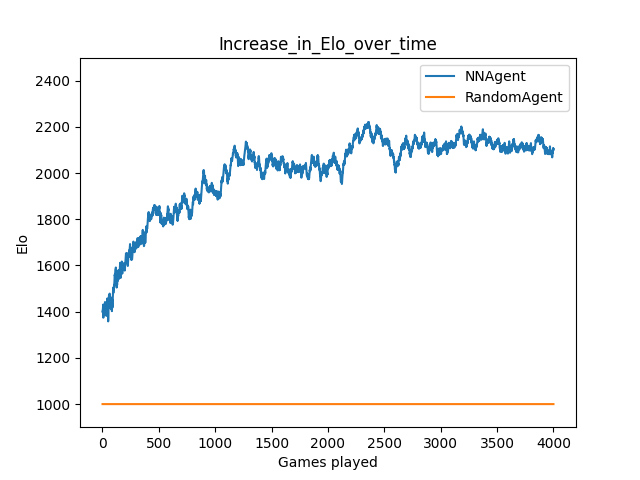 Increase_in_Elo_over_time
NNAgent
RandomAgent
2400
2200
2000
1800
1600
1400
1200
1000
Elo
0 500 1000 1500 2000 2500 3000 3500 4000
Games played